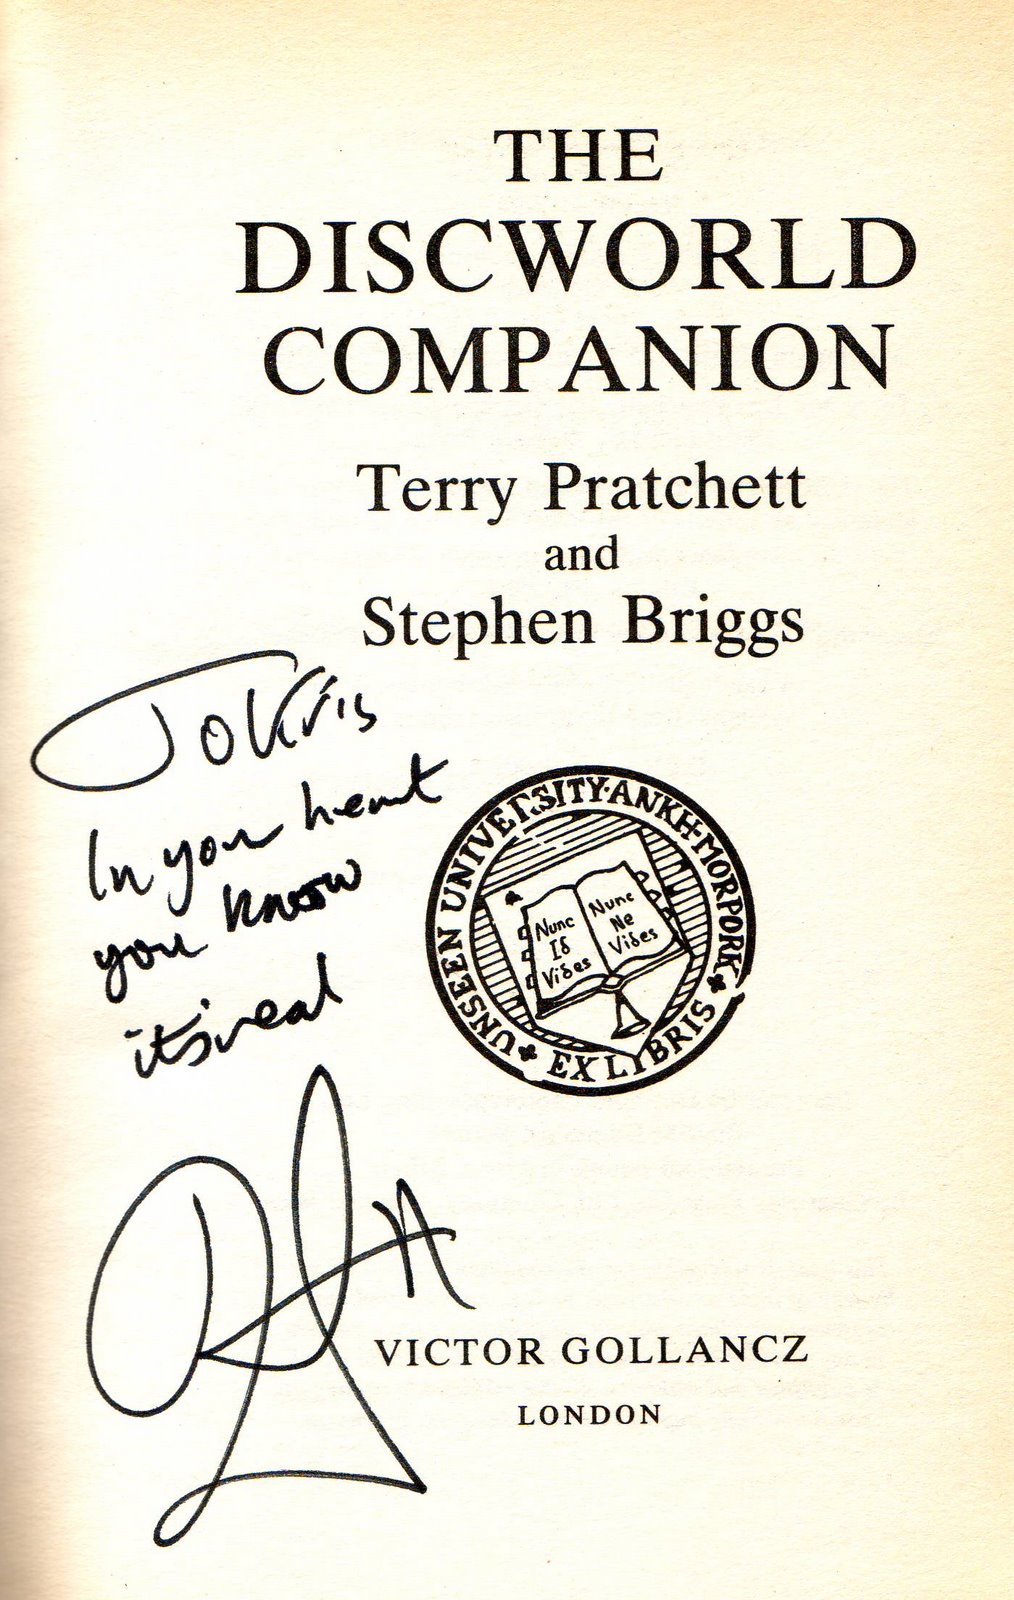 THE
DISCWORLD
COMPANION
Terry Pratchett
and
Stephen Briggs
To Kris
In your heart
you know
it's real
UNSEEN UNIVERSITY·ANKH-MORPORK
EX LYBRIS
Nunc
Id
Vides
Nunc
Ne
Vides
VICTOR GOLLANCZ
LONDON